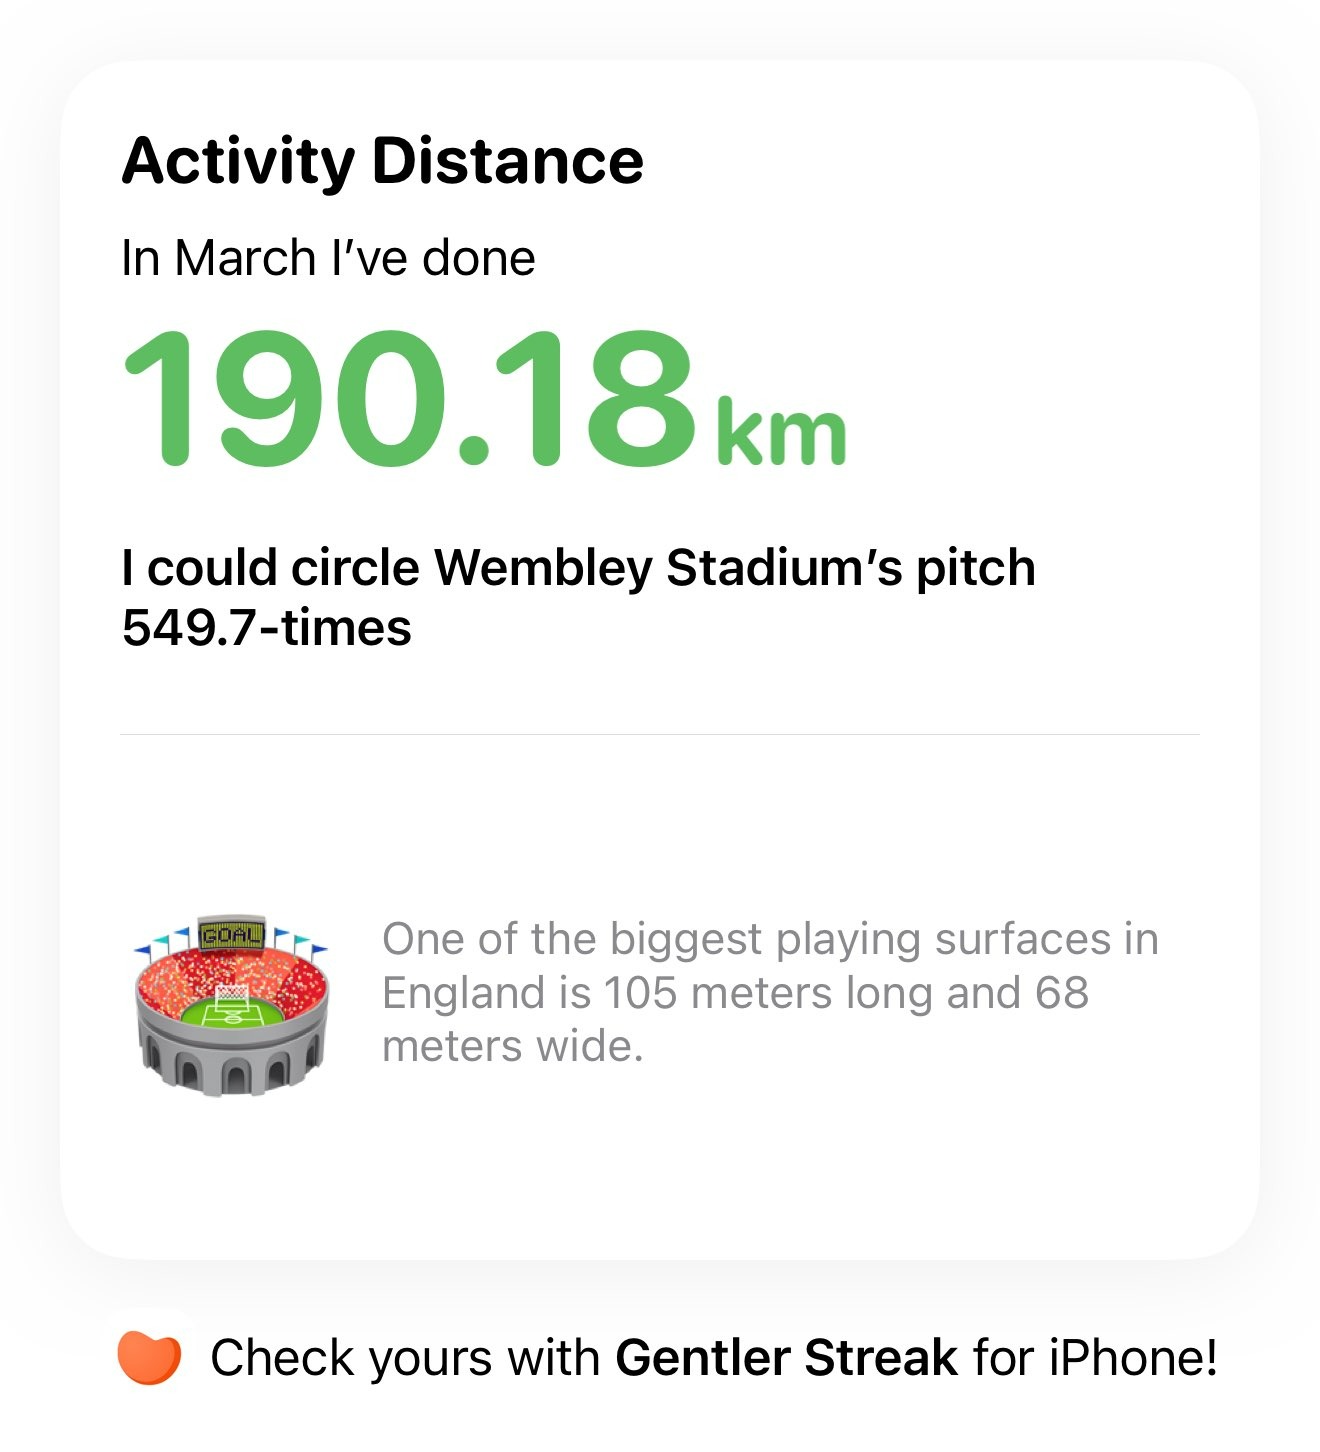 Activity Distance
In March I’ve done
190.18 km
I could circle Wembley Stadium’s pitch
549.7-times
GOAL
One of the biggest playing surfaces in
England is 105 meters long and 68
meters wide.
Check yours with Gentler Streak for iPhone!